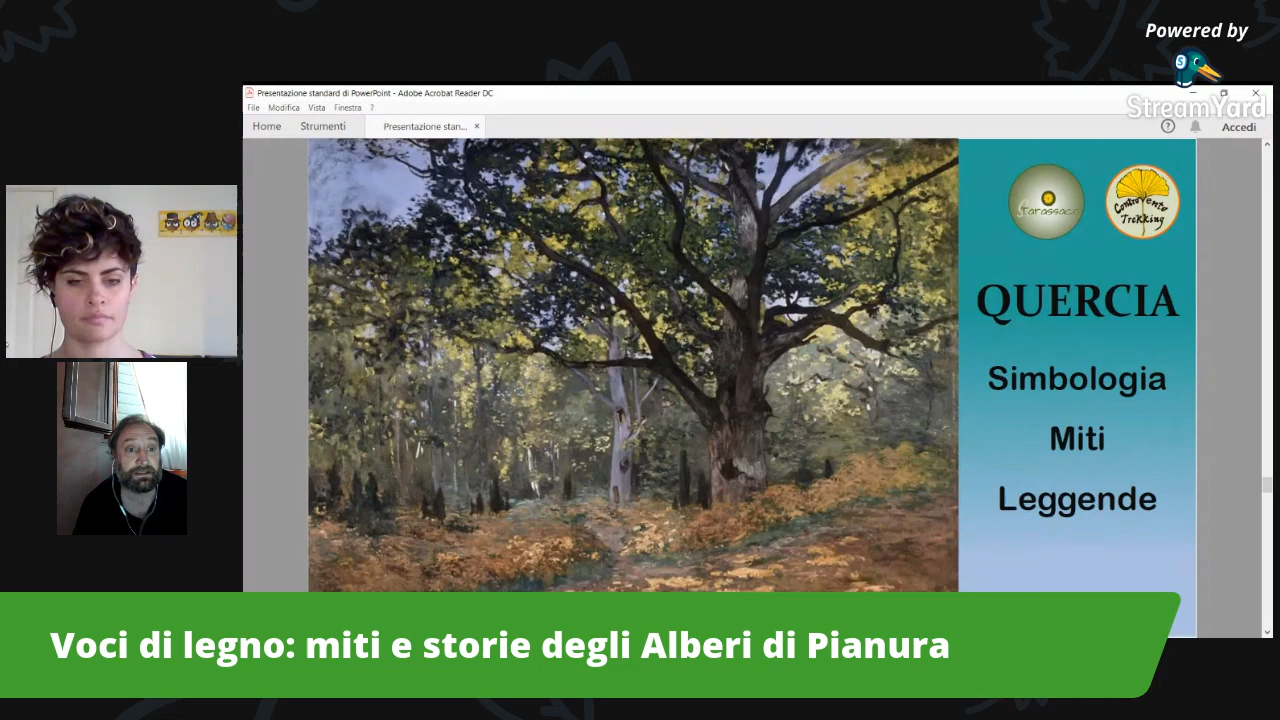 Powered by
StreamYard
Presentazione standard di PowerPoint - Adobe Acrobat Reader DC
File Modifica Vista Finestra ?
Home Strumenti Presentazione stan... × Accedi
Tarassaco
ControVento
Trekking
QUERCIA
Simbologia
Miti
Leggende
Voci di legno: miti e storie degli Alberi di Pianura